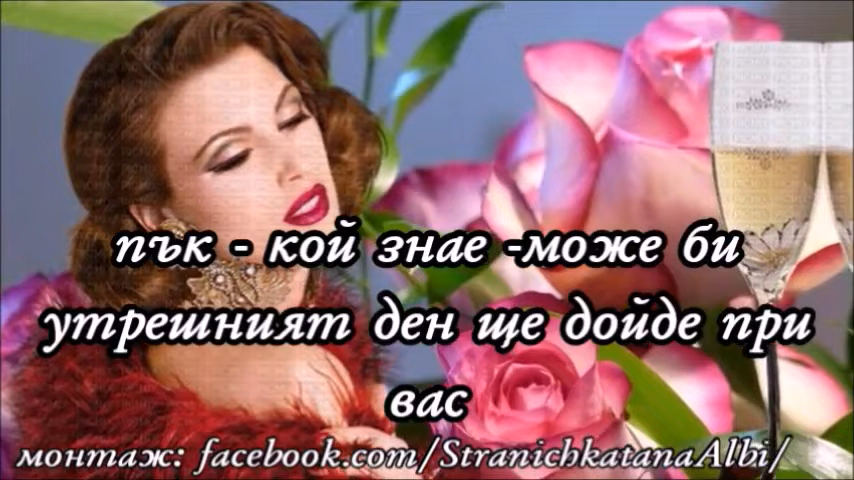 пък - кой знае -може би
утрешният ден ще дойде при
вас
монтаж: facebook.com/StranichkatanaAlbi/